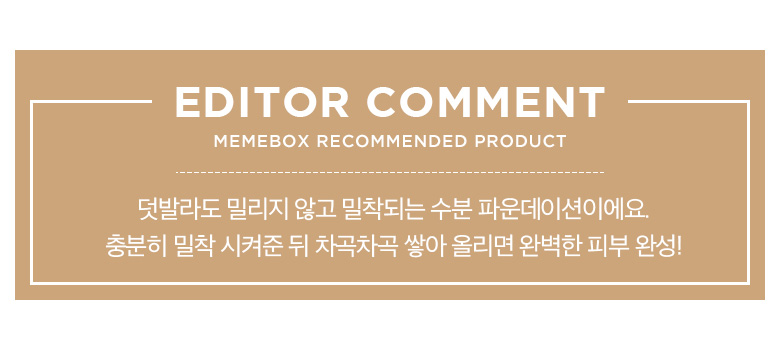 EDITOR COMMENT
MEMEBOX RECOMMENDED PRODUCT
덧발라도 밀리지 않고 밀착되는 수분 파운데이션이에요.
충분히 밀착 시켜준 뒤 차곡차곡 쌓아 올리면 완벽한 피부 완성!